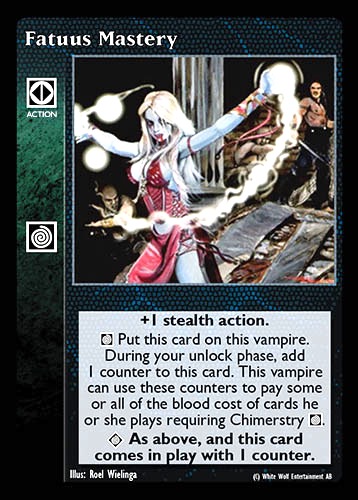 Fatuus Mastery
ACTION
+1 stealth action.
Put this card on this vampire.
During your unlock phase, add
1 counter to this card. This vampire
can use these counters to pay some
or all of the blood cost of cards he
or she plays requiring Chimerstry .
As above, and this card
comes in play with 1 counter.
Illus: Roel Wielinga (C) White Wolf Entertainment AB